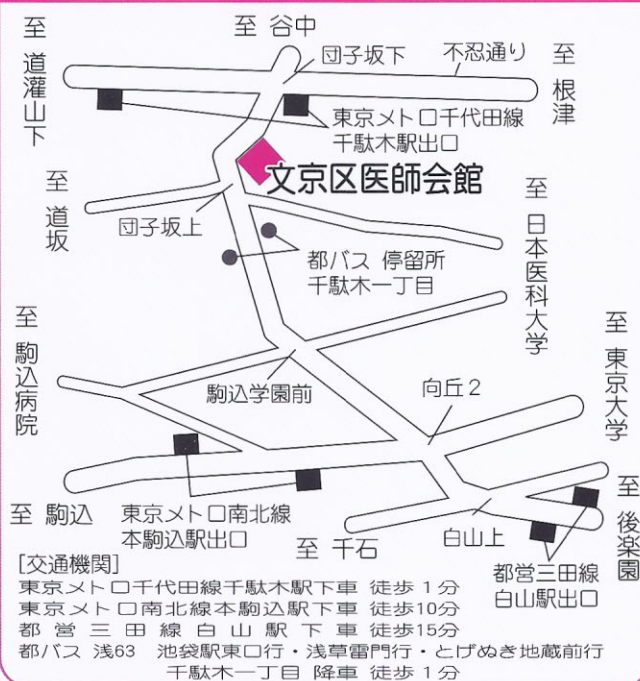 至 谷中
至 道灌山下
団子坂下
不忍通り
至 根津
東京メトロ千代田線
千駄木駅出口
文京区医師会館
至 道坂
団子坂上
至 日本医科大学
都バス 停留所
千駄木一丁目
至 駒込病院
駒込学園前
向丘2
至 東京大学
至 駒込
東京メトロ南北線
本駒込駅出口
至 千石
白山上
都営三田線
白山駅出口
至 後楽園
[交通機関]
東京メトロ千代田線千駄木駅下車 徒歩1分
東京メトロ南北線本駒込駅下車 徒歩10分
都営三田線白山駅下車 徒歩15分
都バス 浅63 池袋駅東口行・浅草雷門行・とげぬき地蔵前行
千駄木一丁目 降車 徒歩1分